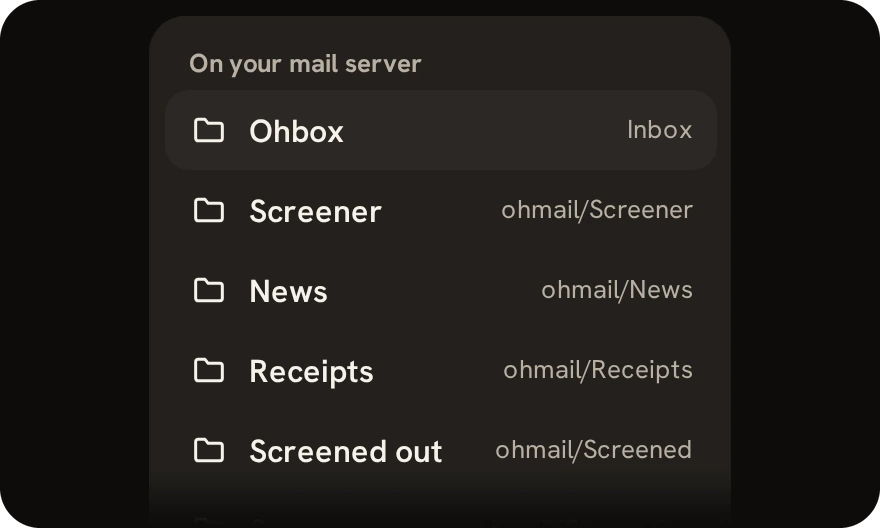 On your mail server
Ohbox Inbox
Screener ohmail/Screener
News ohmail/News
Receipts ohmail/Receipts
Screened out ohmail/Screened